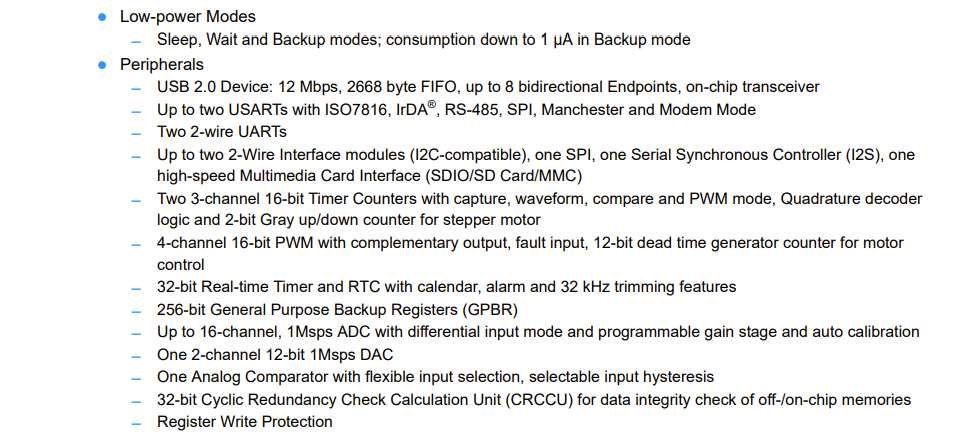 • Low-power Modes
– Sleep, Wait and Backup modes; consumption down to 1 µA in Backup mode
• Peripherals
– USB 2.0 Device: 12 Mbps, 2668 byte FIFO, up to 8 bidirectional Endpoints, on-chip transceiver
– Up to two USARTs with ISO7816, IrDA®, RS-485, SPI, Manchester and Modem Mode
– Two 2-wire UARTs
– Up to two 2-Wire Interface modules (I2C-compatible), one SPI, one Serial Synchronous Controller (I2S), one
high-speed Multimedia Card Interface (SDIO/SD Card/MMC)
– Two 3-channel 16-bit Timer Counters with capture, waveform, compare and PWM mode, Quadrature decoder
logic and 2-bit Gray up/down counter for stepper motor
– 4-channel 16-bit PWM with complementary output, fault input, 12-bit dead time generator counter for motor
control
– 32-bit Real-time Timer and RTC with calendar, alarm and 32 kHz trimming features
– 256-bit General Purpose Backup Registers (GPBR)
– Up to 16-channel, 1Msps ADC with differential input mode and programmable gain stage and auto calibration
– One 2-channel 12-bit 1Msps DAC
– One Analog Comparator with flexible input selection, selectable input hysteresis
– 32-bit Cyclic Redundancy Check Calculation Unit (CRCCU) for data integrity check of off-/on-chip memories
– Register Write Protection